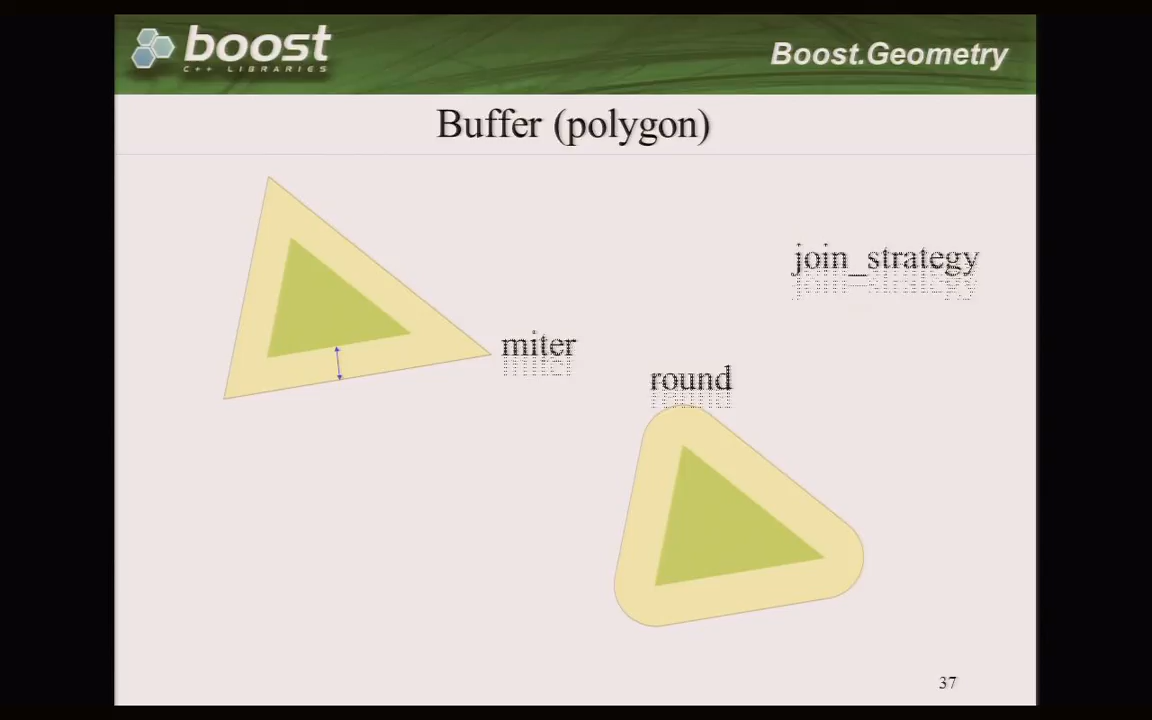 boost
C++ LIBRARIES
Boost.Geometry
Buffer (polygon)
join_strategy
miter
round
37